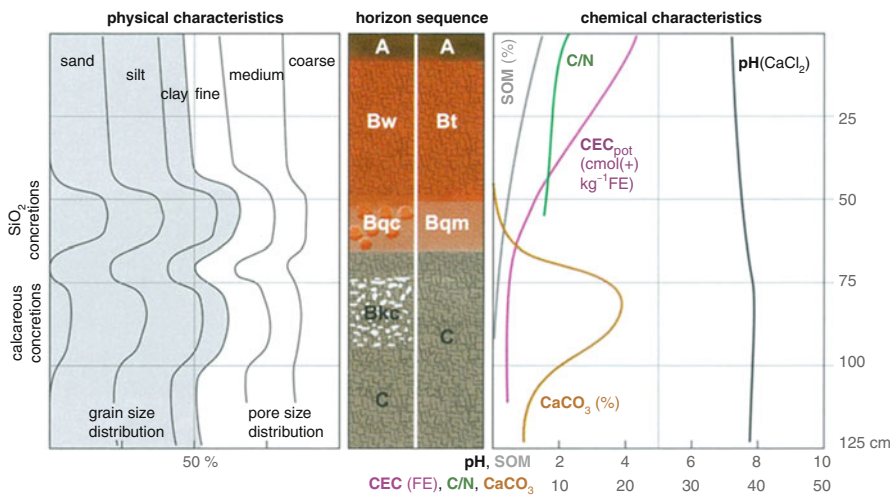 physical characteristics horizon sequence chemical characteristics
sand silt clay fine medium coarse
A A
SOM (%)
C/N
pH(CaCl₂)
25
Bw Bt
CECpot
(cmol(+)
kg⁻¹FE)
SiO₂
concretions
50
Bqc Bqm
75
calcareous
concretions
Bkc
C
100
C
CaCO₃ (%)
grain size
distribution
pore size
distribution
125 cm
50 %
pH, SOM 2 4 6 8 10
CEC (FE), C/N, CaCO₃ 10 20 30 40 50